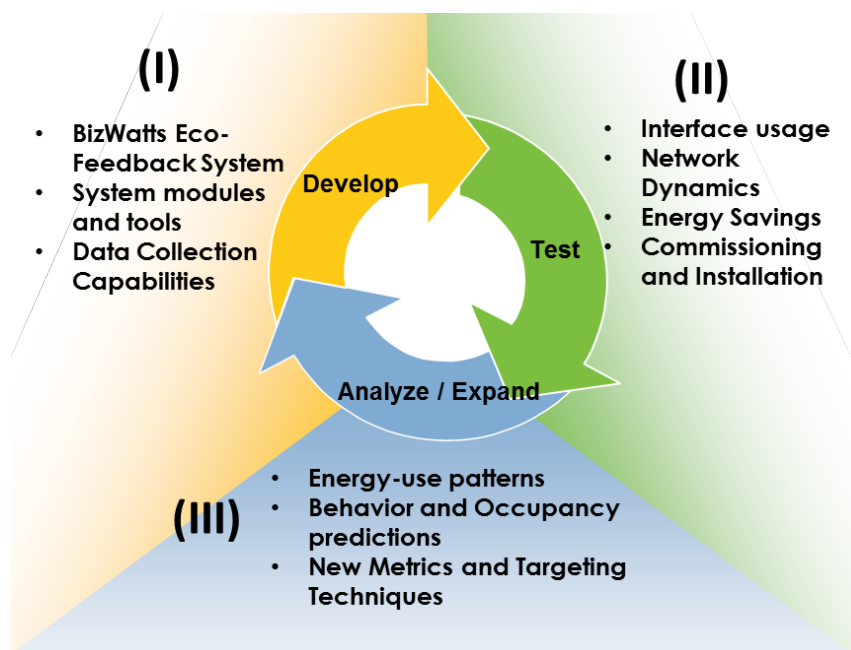 (I)
• BizWatts Eco-
Feedback System
• System modules
and tools
• Data Collection
Capabilities
Develop
(II)
• Interface usage
• Network
Dynamics
• Energy Savings
• Commissioning
and Installation
Test
Analyze / Expand
(III)
• Energy-use patterns
• Behavior and Occupancy
predictions
• New Metrics and Targeting
Techniques